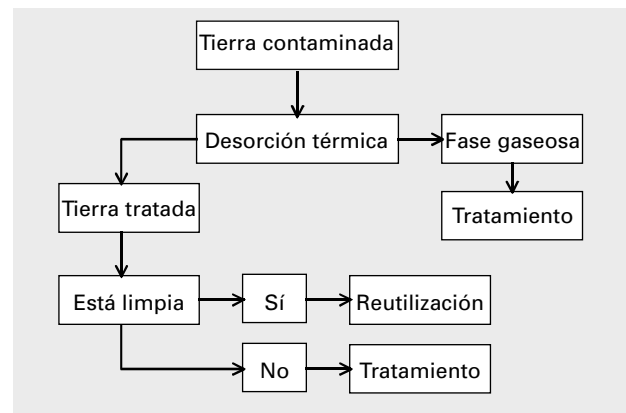 Tierra contaminada
Desorción térmica
Fase gaseosa
Tierra tratada
Tratamiento
Está limpia
Sí
Reutilización
No
Tratamiento